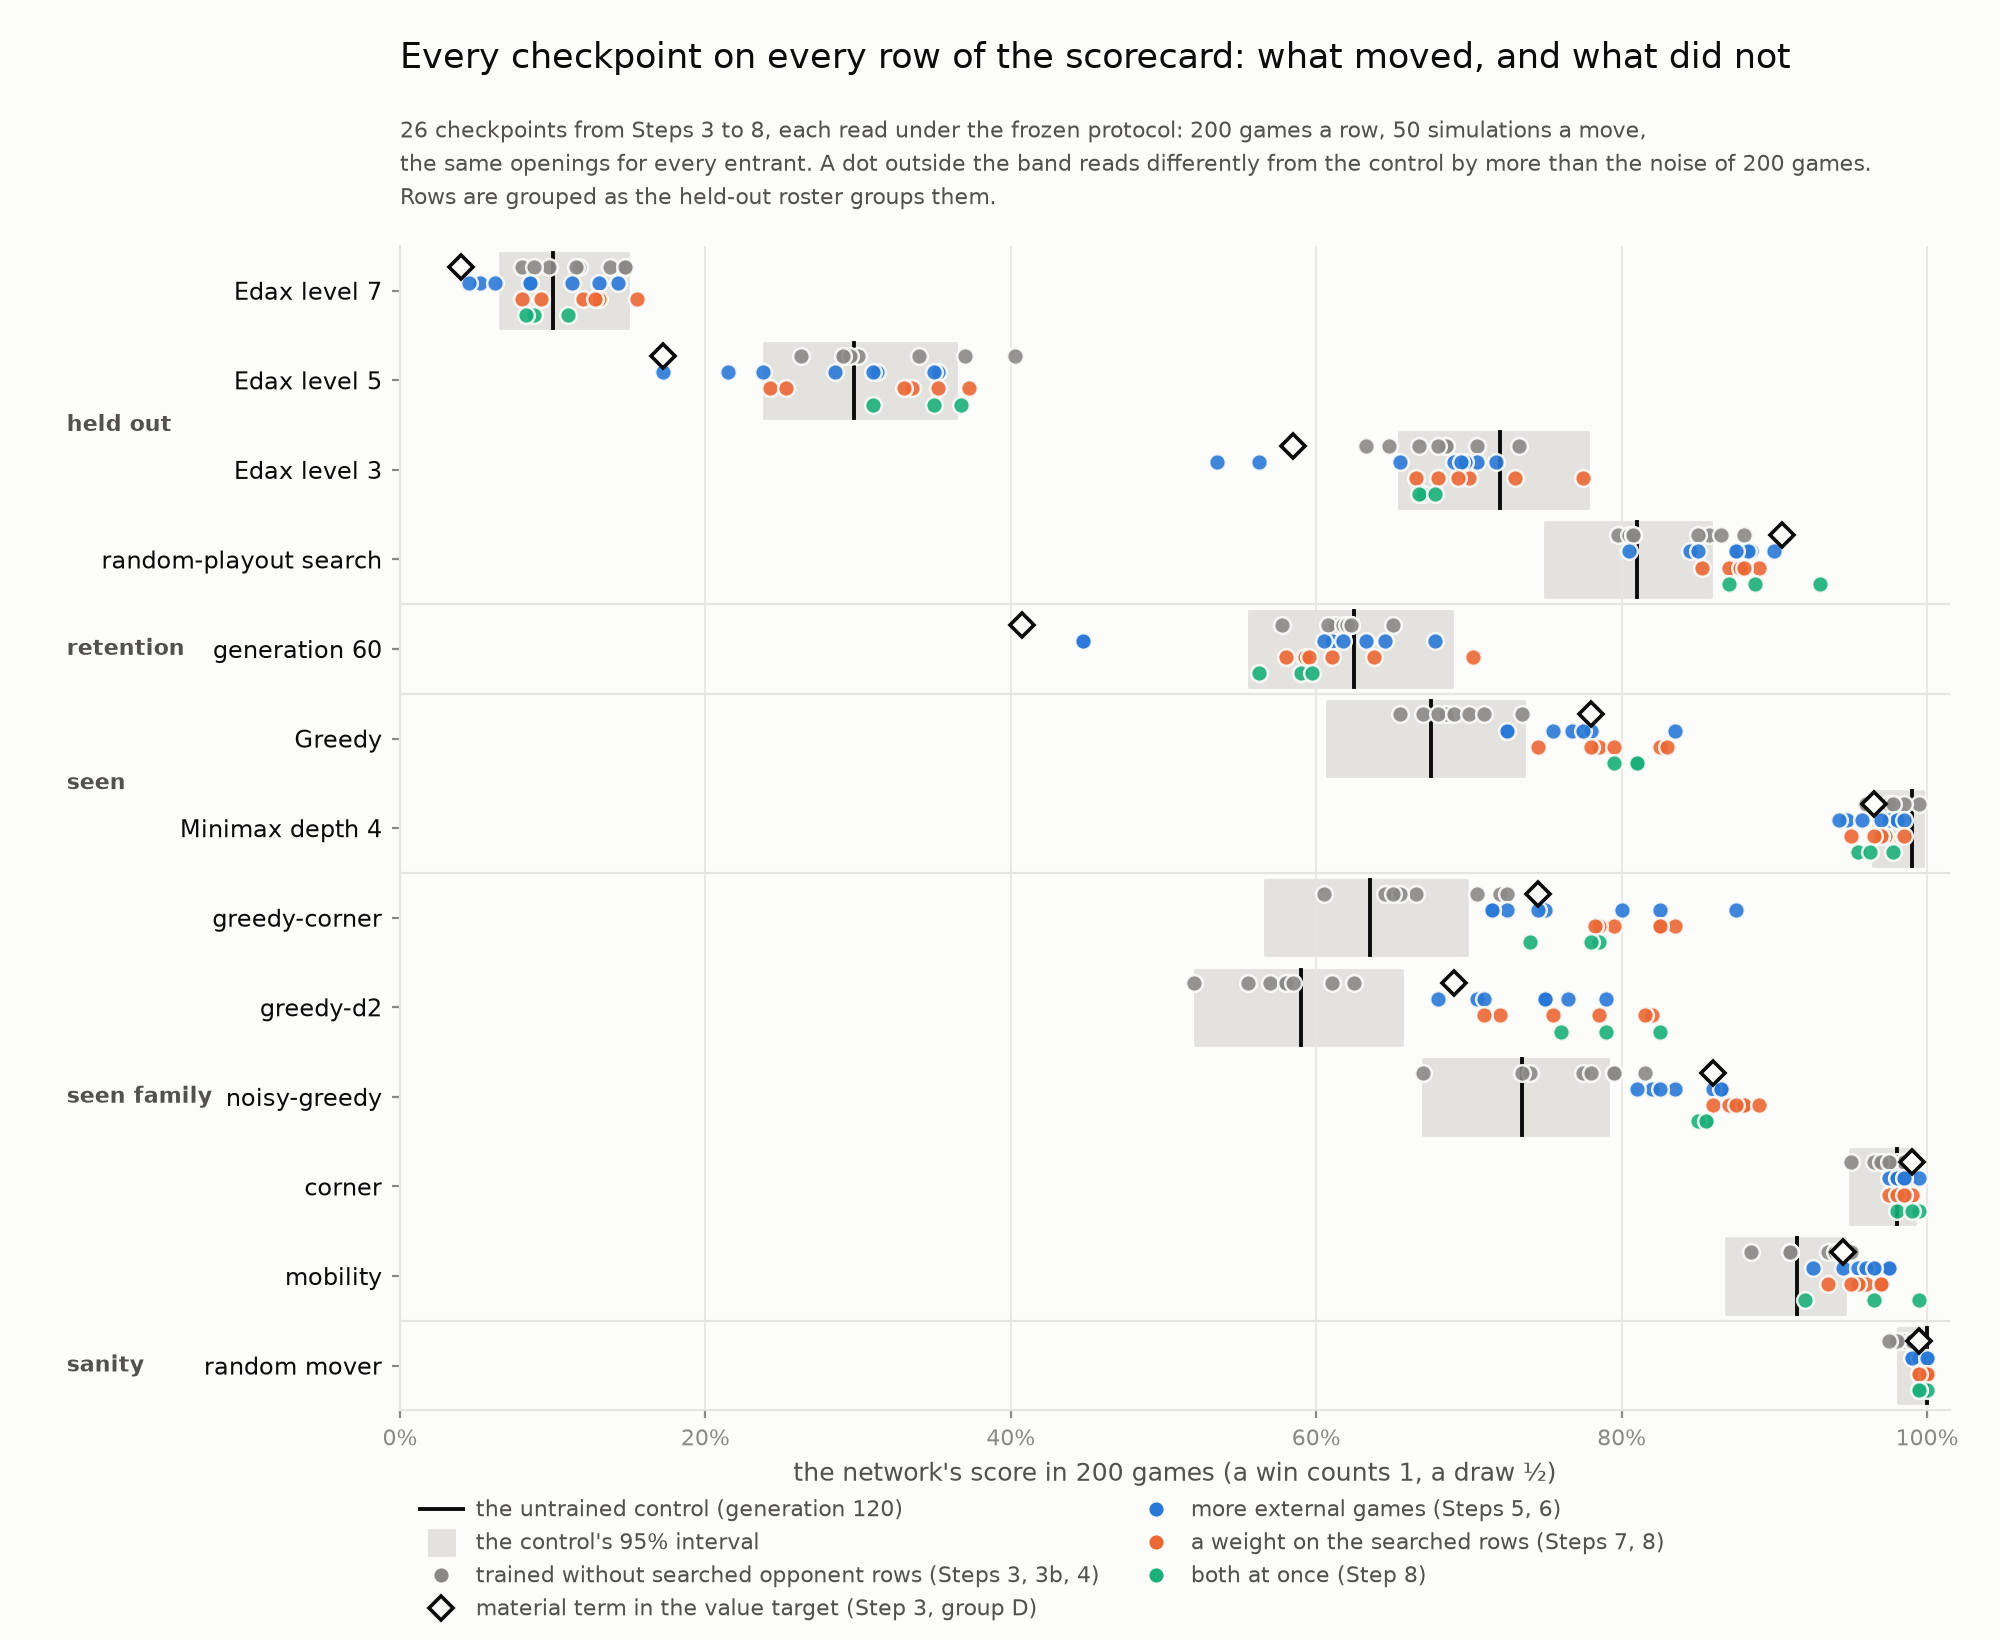 Every checkpoint on every row of the scorecard: what moved, and what did not
26 checkpoints from Steps 3 to 8, each read under the frozen protocol: 200 games a row, 50 simulations a move,
the same openings for every entrant. A dot outside the band reads differently from the control by more than the noise of 200 games.
Rows are grouped as the held-out roster groups them.
Edax level 7
Edax level 5
held out
Edax level 3
random-playout search
retention
generation 60
Greedy
seen
Minimax depth 4
greedy-corner
greedy-d2
seen family
noisy-greedy
corner
mobility
sanity
random mover
0%
20%
40%
60%
80%
100%
the network's score in 200 games (a win counts 1, a draw ½)
the untrained control (generation 120)
the control's 95% interval
trained without searched opponent rows (Steps 3, 3b, 4)
material term in the value target (Step 3, group D)
more external games (Steps 5, 6)
a weight on the searched rows (Steps 7, 8)
both at once (Step 8)